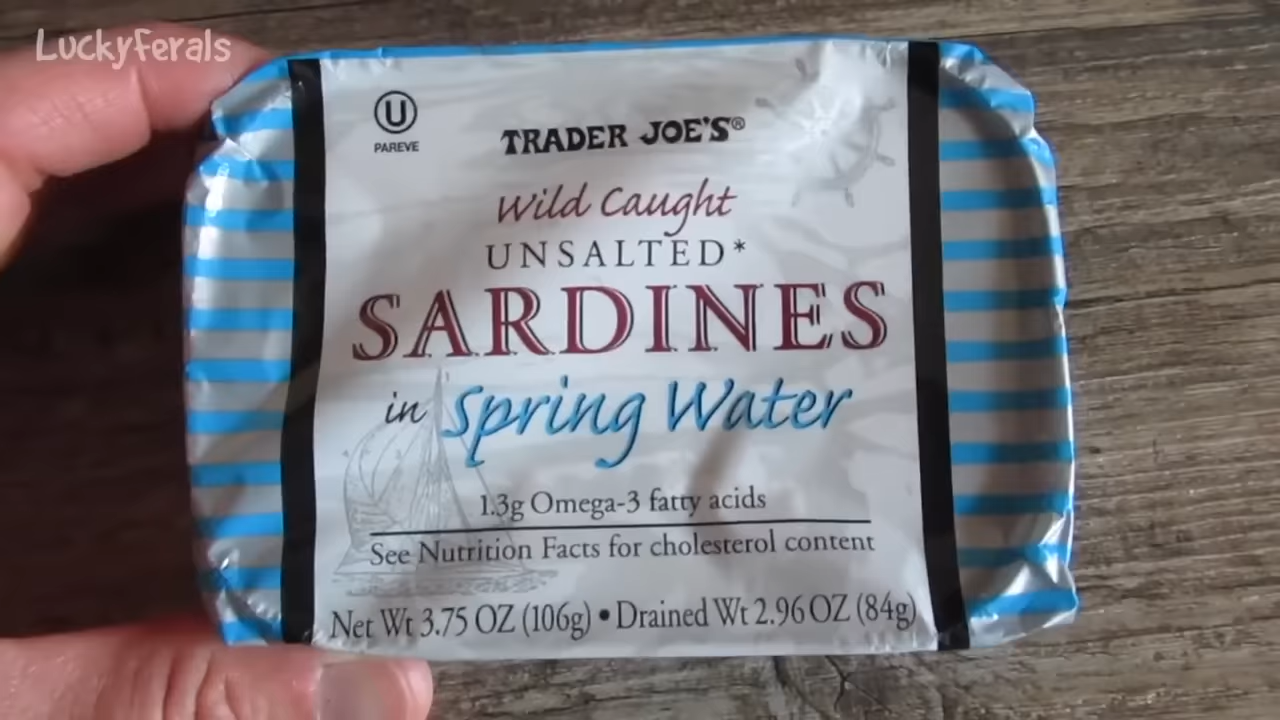 LuckyFerals
U
PAREVE
TRADER JOE'S®
Wild Caught
UNSALTED*
SARDINES
in Spring Water
1.3g Omega-3 fatty acids
See Nutrition Facts for cholesterol content
Net Wt 3.75 OZ (106g) • Drained Wt 2.96 OZ (84g)